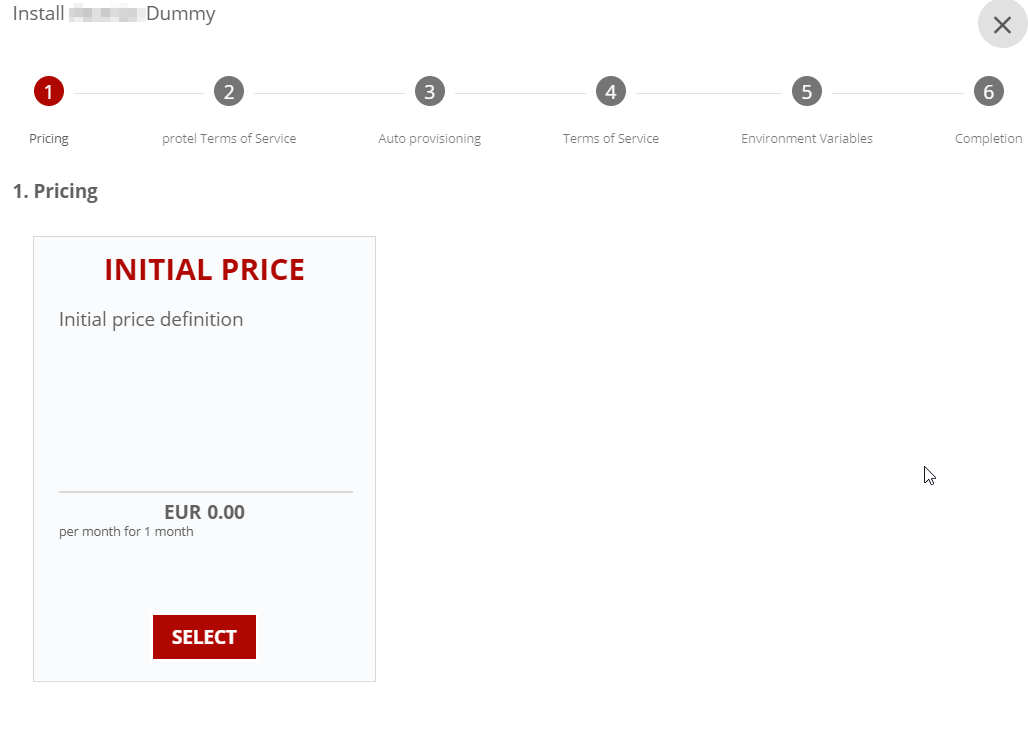 Install Dummy
1 2 3 4 5 6
Pricing protel Terms of Service Auto provisioning Terms of Service Environment Variables Completion
1. Pricing
INITIAL PRICE
Initial price definition
EUR 0.00
per month for 1 month
SELECT